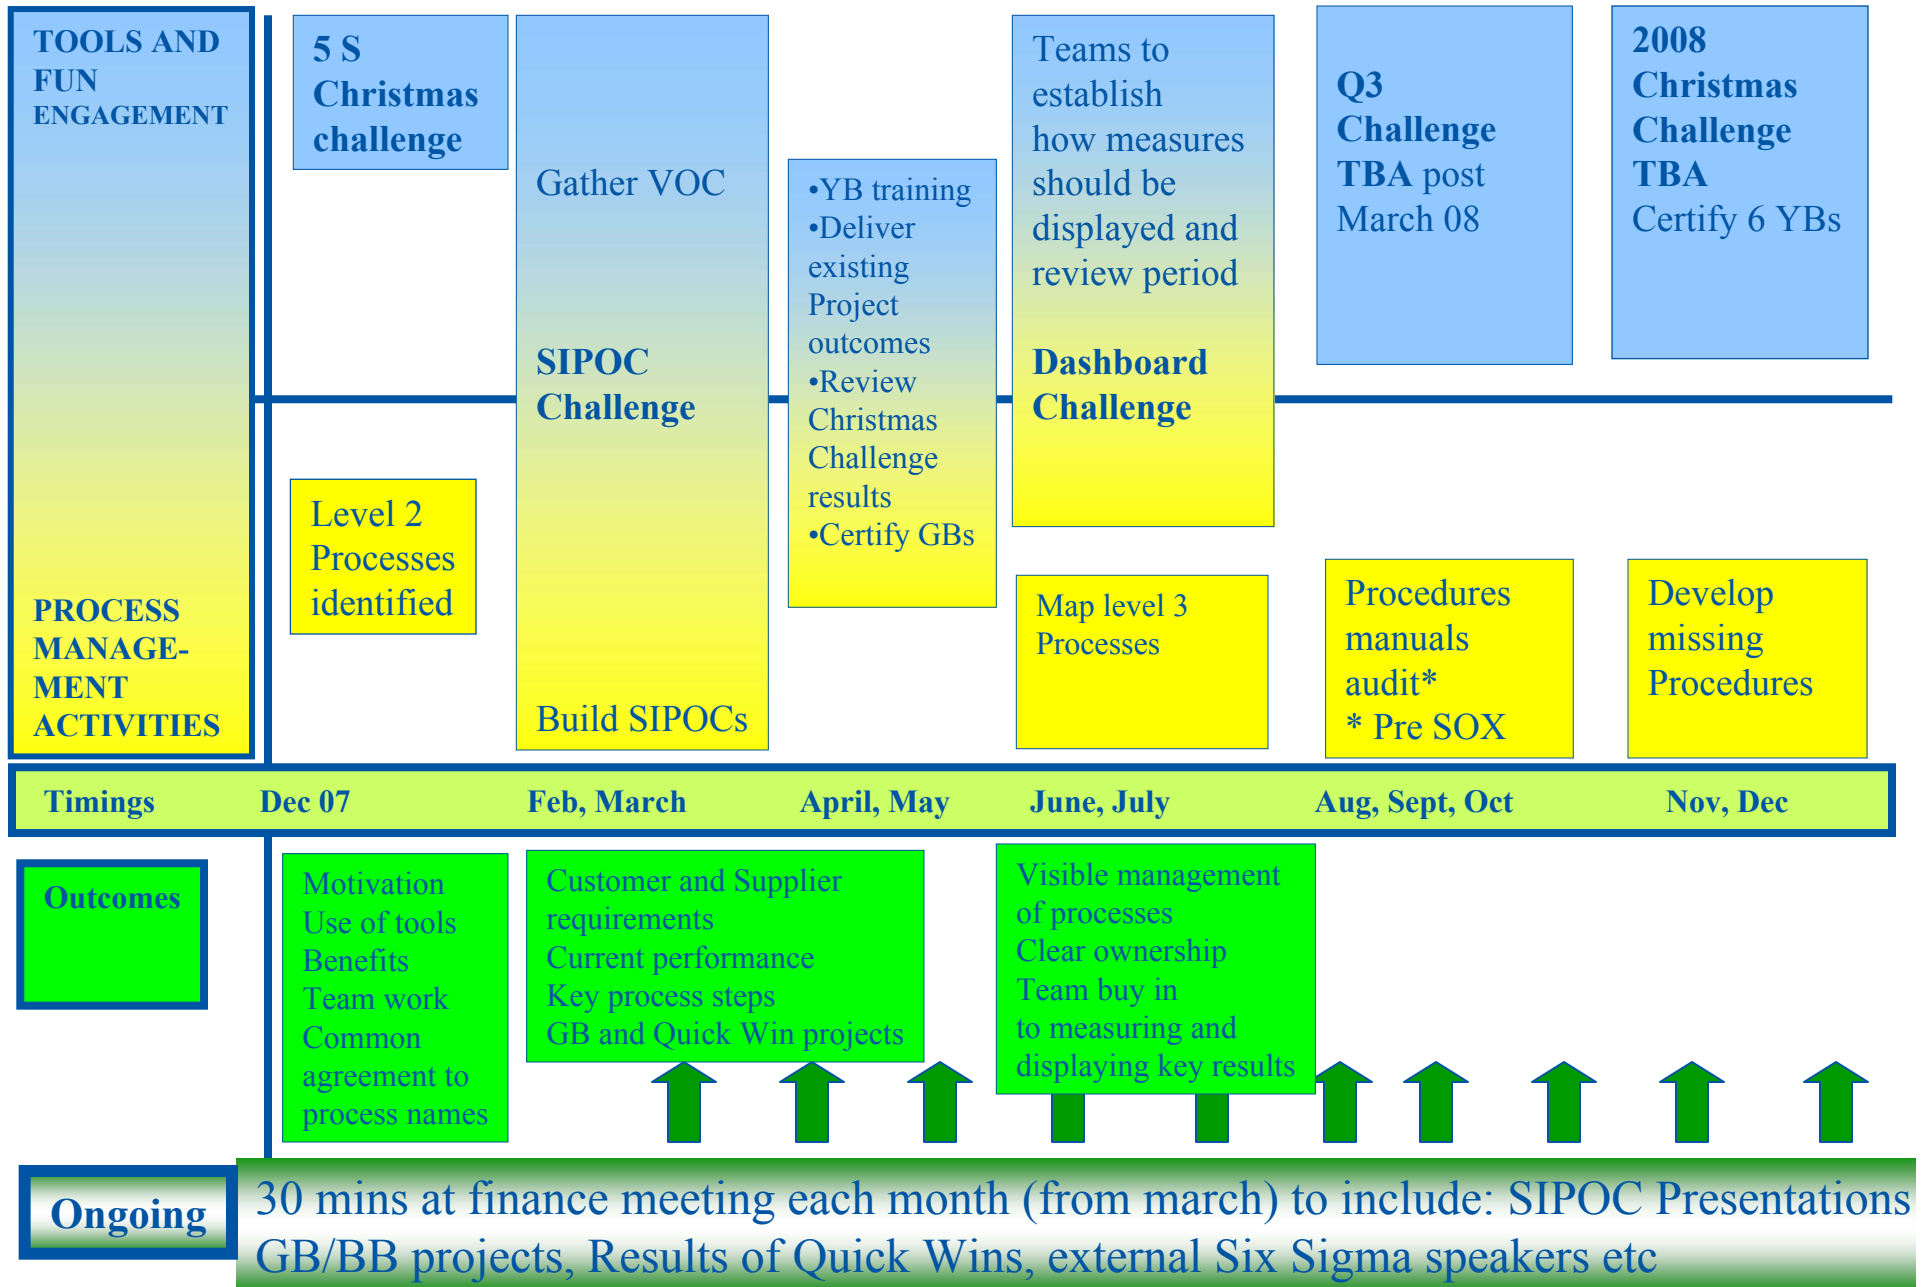 TOOLS AND
FUN
ENGAGEMENT
PROCESS
MANAGE-
MENT
ACTIVITIES
5 S
Christmas
challenge
Level 2
Processes
identified
Gather VOC
SIPOC
Challenge
Build SIPOCs
•YB training
•Deliver
existing
Project
outcomes
•Review
Christmas
Challenge
results
•Certify GBs
Teams to
establish
how measures
should be
displayed and
review period
Dashboard
Challenge
Map level 3
Processes
Q3
Challenge
TBA post
March 08
Procedures
manuals
audit*
* Pre SOX
2008
Christmas
Challenge
TBA
Certify 6 YBs
Develop
missing
Procedures
Timings Dec 07 Feb, March April, May June, July Aug, Sept, Oct Nov, Dec
Outcomes
Motivation
Use of tools
Benefits
Team work
Common
agreement to
process names
Customer and Supplier
requirements
Current performance
Key process steps
GB and Quick Win projects
Visible management
of processes
Clear ownership
Team buy in
to measuring and
displaying key results
Ongoing
30 mins at finance meeting each month (from march) to include: SIPOC Presentations
GB/BB projects, Results of Quick Wins, external Six Sigma speakers etc